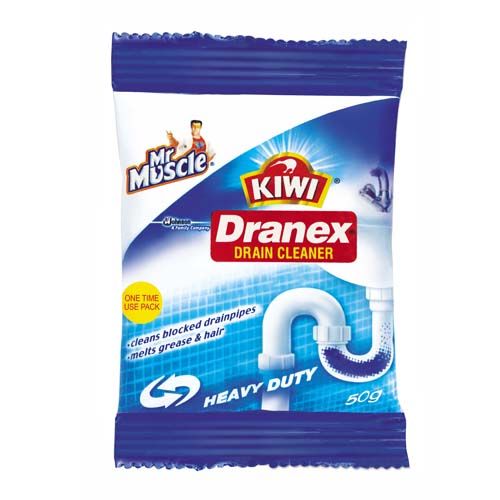 Mr
Muscle®
KIWI®
Johnson
A Family Company
Dranex®
DRAIN CLEANER
ONE TIME
USE PACK
•cleans blocked drainpipes
•melts grease & hair
HEAVY DUTY
50g